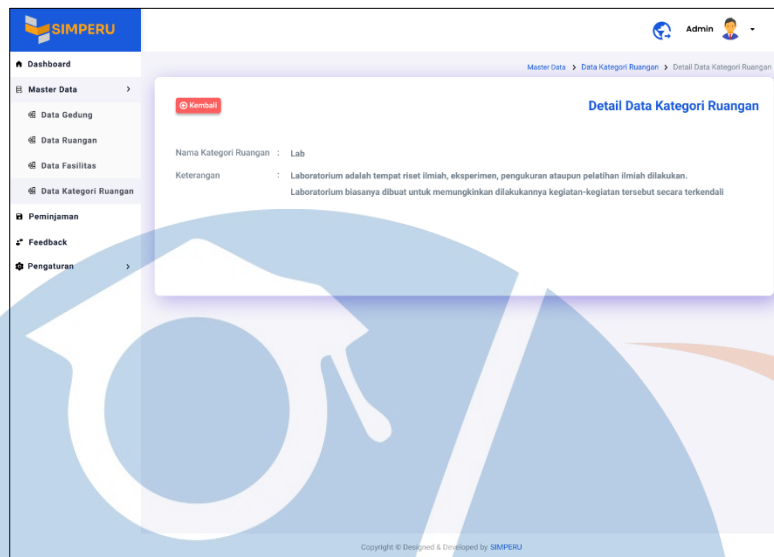 SIMPERU
Admin
Dashboard
Master Data
Data Gedung
Data Ruangan
Data Fasilitas
Data Kategori Ruangan
Peminjaman
Feedback
Pengaturan
Master Data > Data Kategori Ruangan > Detail Data Kategori Ruangan
Kembali
Detail Data Kategori Ruangan
Nama Kategori Ruangan : Lab
Keterangan : Laboratorium adalah tempat riset ilmiah, eksperimen, pengukuran ataupun pelatihan ilmiah dilakukan.
Laboratorium biasanya dibuat untuk memungkinkan dilakukannya kegiatan-kegiatan tersebut secara terkendali
Copyright © Designed & Developed by SIMPERU